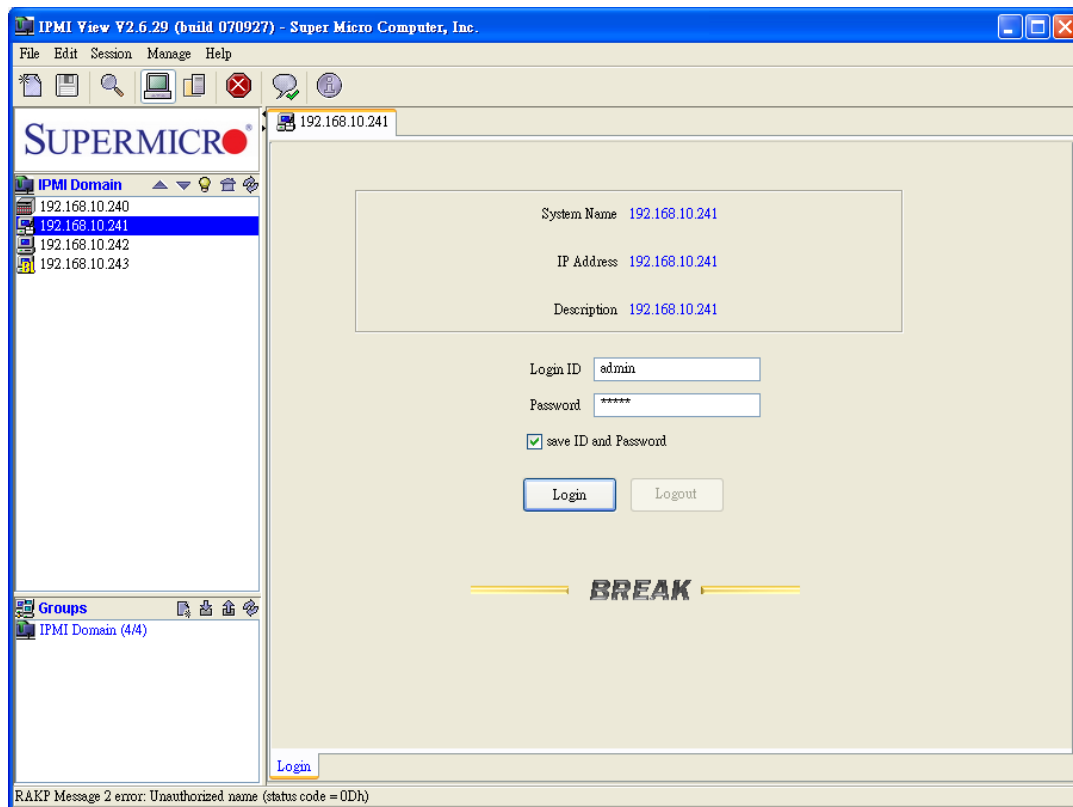 IPMI View V2.6.29 (build 070927) - Super Micro Computer, Inc.
File Edit Session Manage Help
SUPERMICRO®
192.168.10.241
IPMI Domain
192.168.10.240
192.168.10.241
192.168.10.242
192.168.10.243
System Name 192.168.10.241
IP Address 192.168.10.241
Description 192.168.10.241
Login ID admin
Password *****
save ID and Password
Login Logout
BREAK
Groups
IPMI Domain (4/4)
Login
RAKP Message 2 error: Unauthorized name (status code = 0Dh)